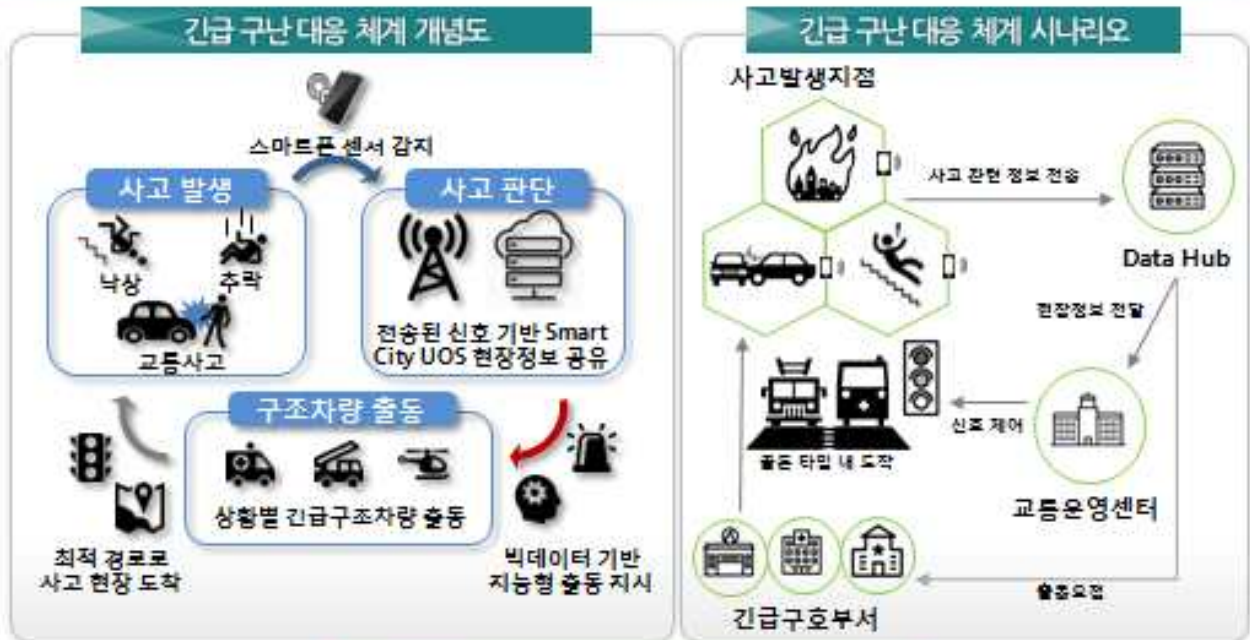 긴급 구난 대응 체계 개념도
스마트폰 센서 감지
사고 발생
낙상
추락
교통사고
사고 판단
전송된 신호 기반 Smart
City UOS 현장정보 공유
구조차량 출동
상황별 긴급구조차량 출동
최적 경로로
사고 현장 도착
빅데이터 기반
지능형 출동 지시
긴급 구난 대응 체계 시나리오
사고발생지점
사고 관련 정보 전송
Data Hub
현장정보 전달
신호 제어
골든 타임 내 도착
교통운영센터
긴급구호부서
출동요청